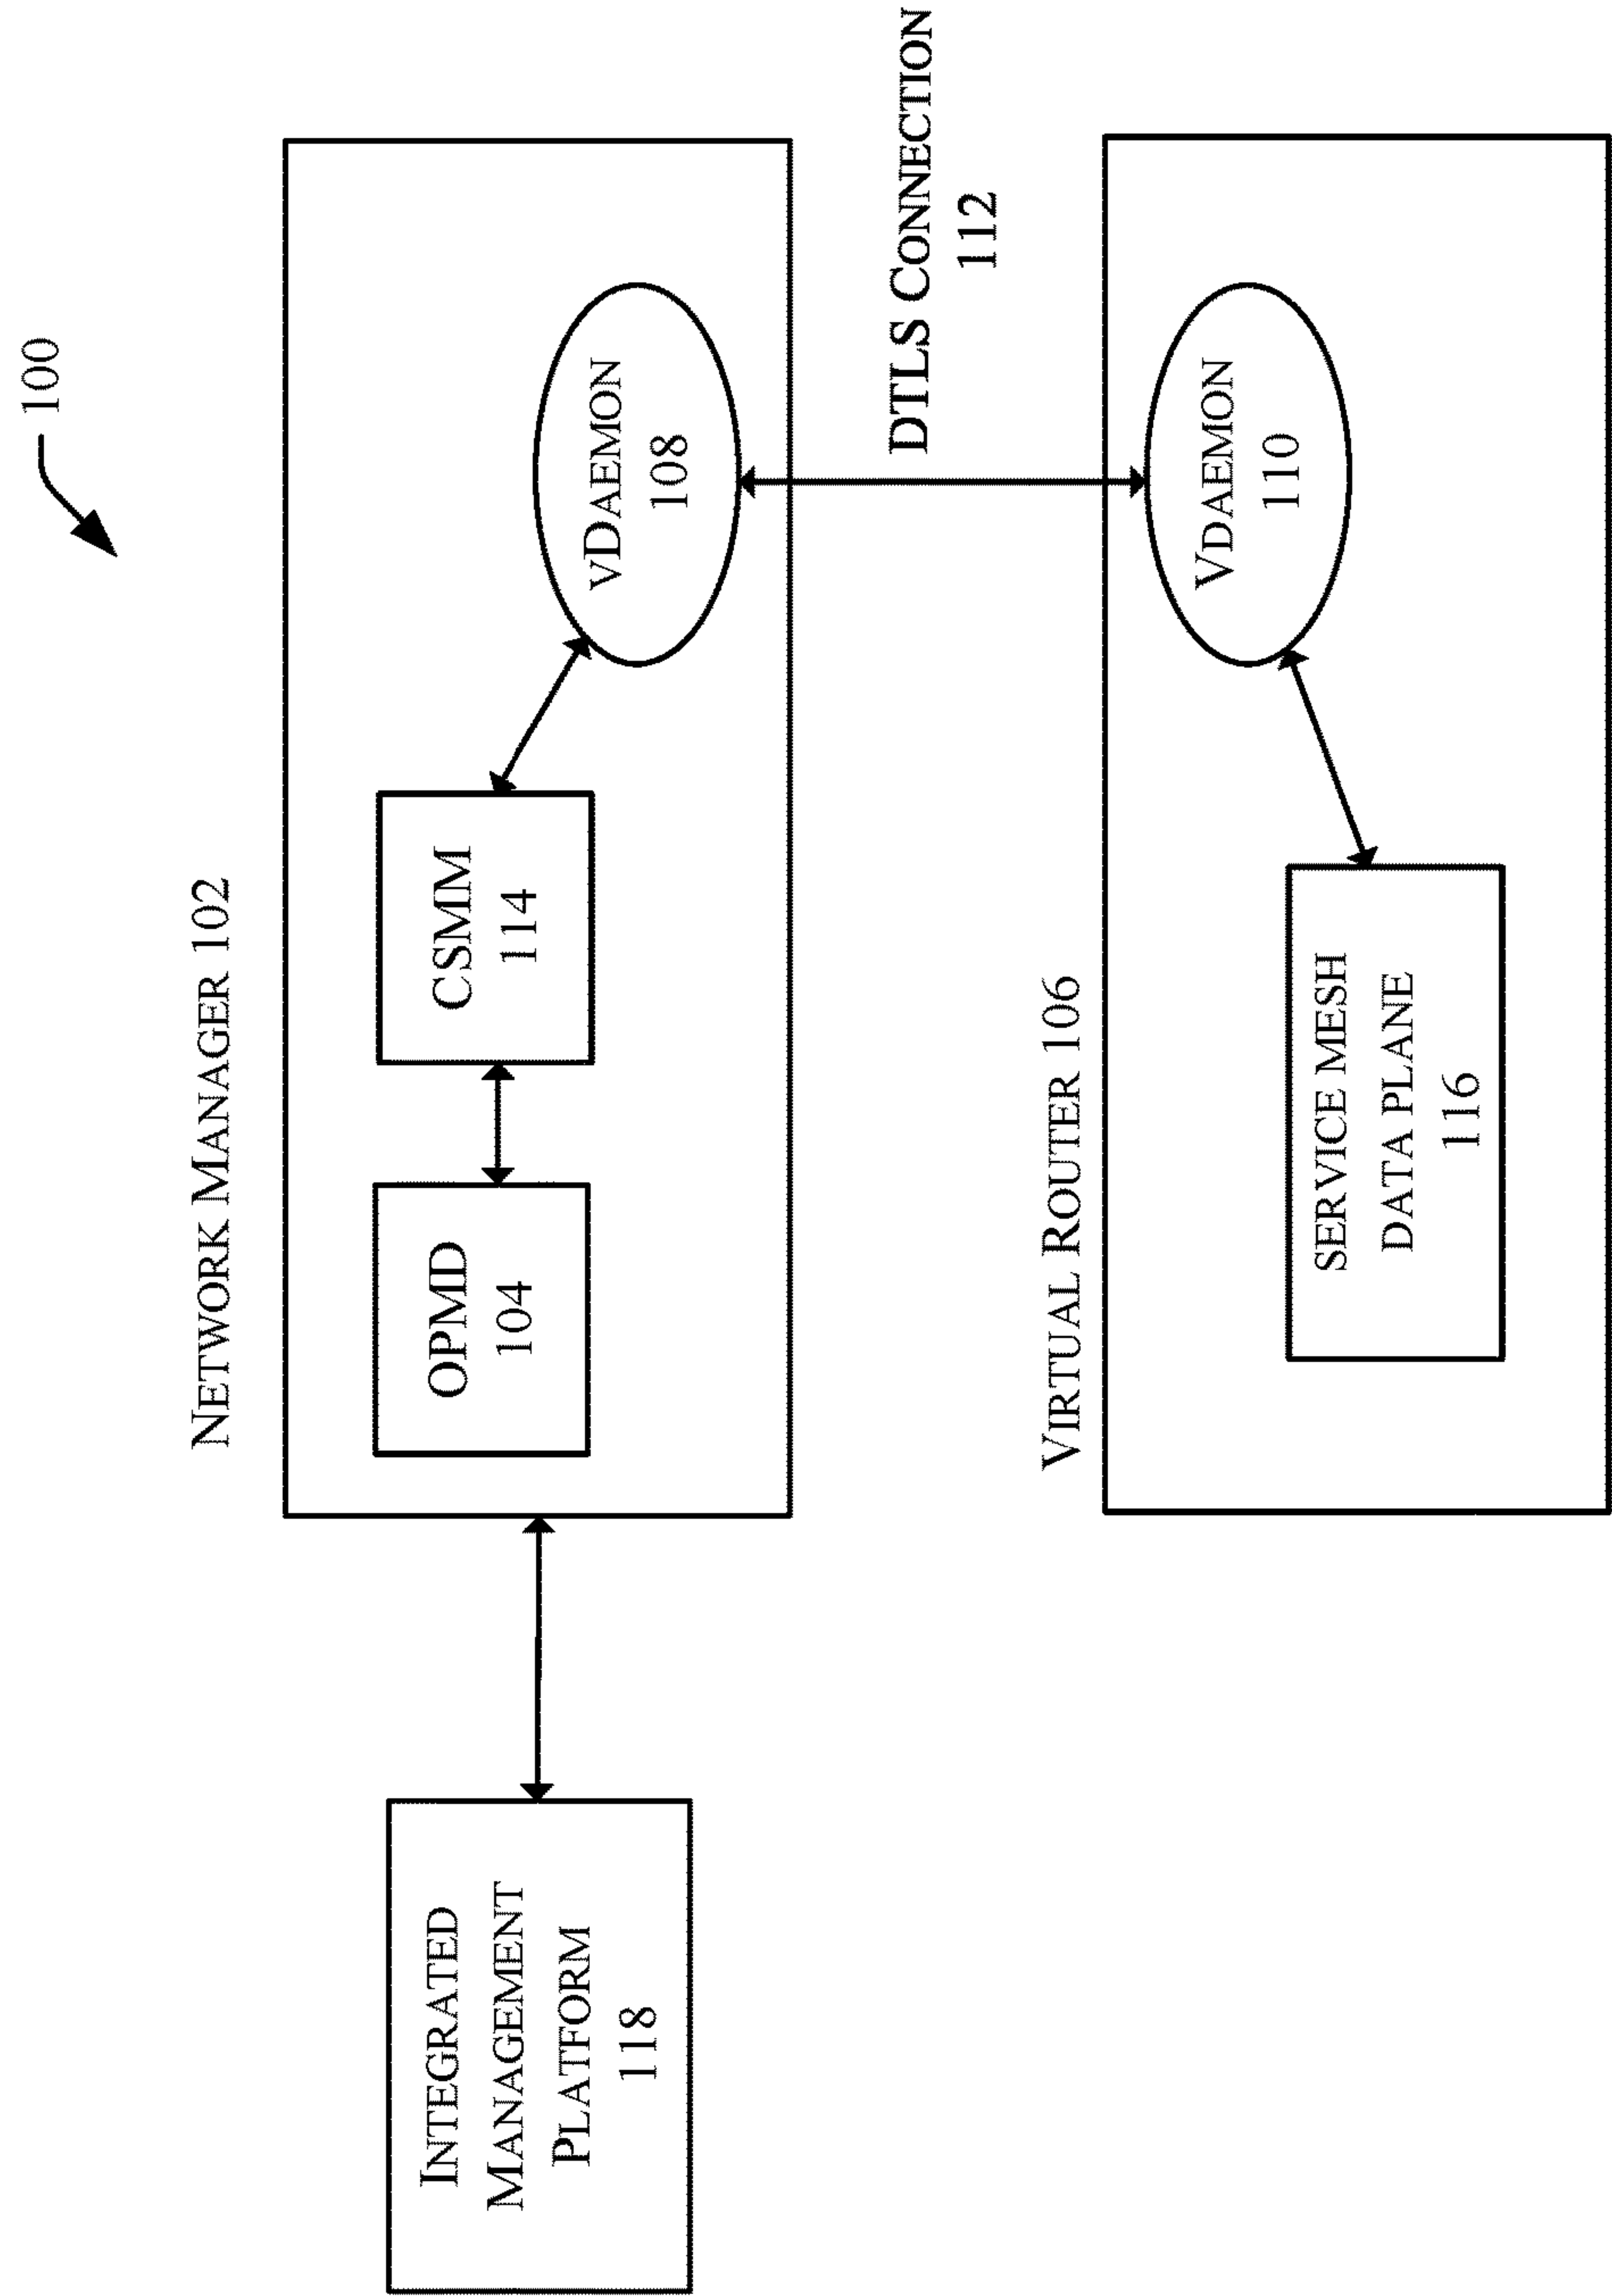 100
NETWORK MANAGER 102
OPMD
104
CSMM
114
VDAEMON
108
INTEGRATED
MANAGEMENT
PLATFORM
118
DTLS CONNECTION
112
VIRTUAL ROUTER 106
SERVICE MESH
DATA PLANE
116
VDAEMON
110